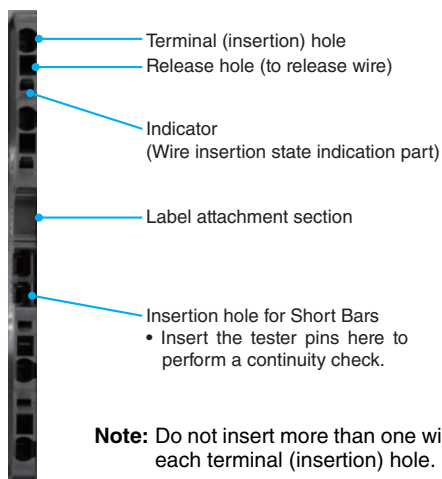 Terminal (insertion) hole
Release hole (to release wire)
Indicator
(Wire insertion state indication part)
Label attachment section
Insertion hole for Short Bars
• Insert the tester pins here to
perform a continuity check.
Note: Do not insert more than one
each terminal (insertion) hole.